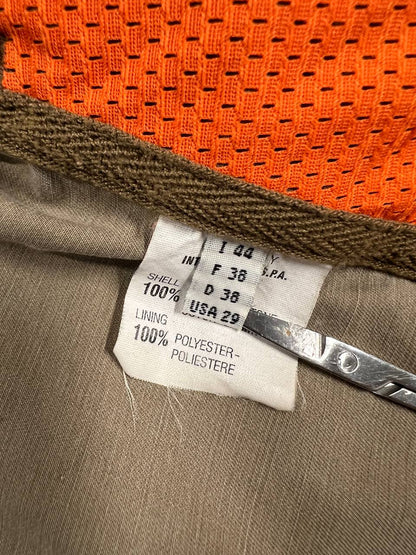 I 44
F 38
D 38
USA 29
S.P.A.
SHELL
100%
LINING
100% POLYESTER-
POLIESTERE